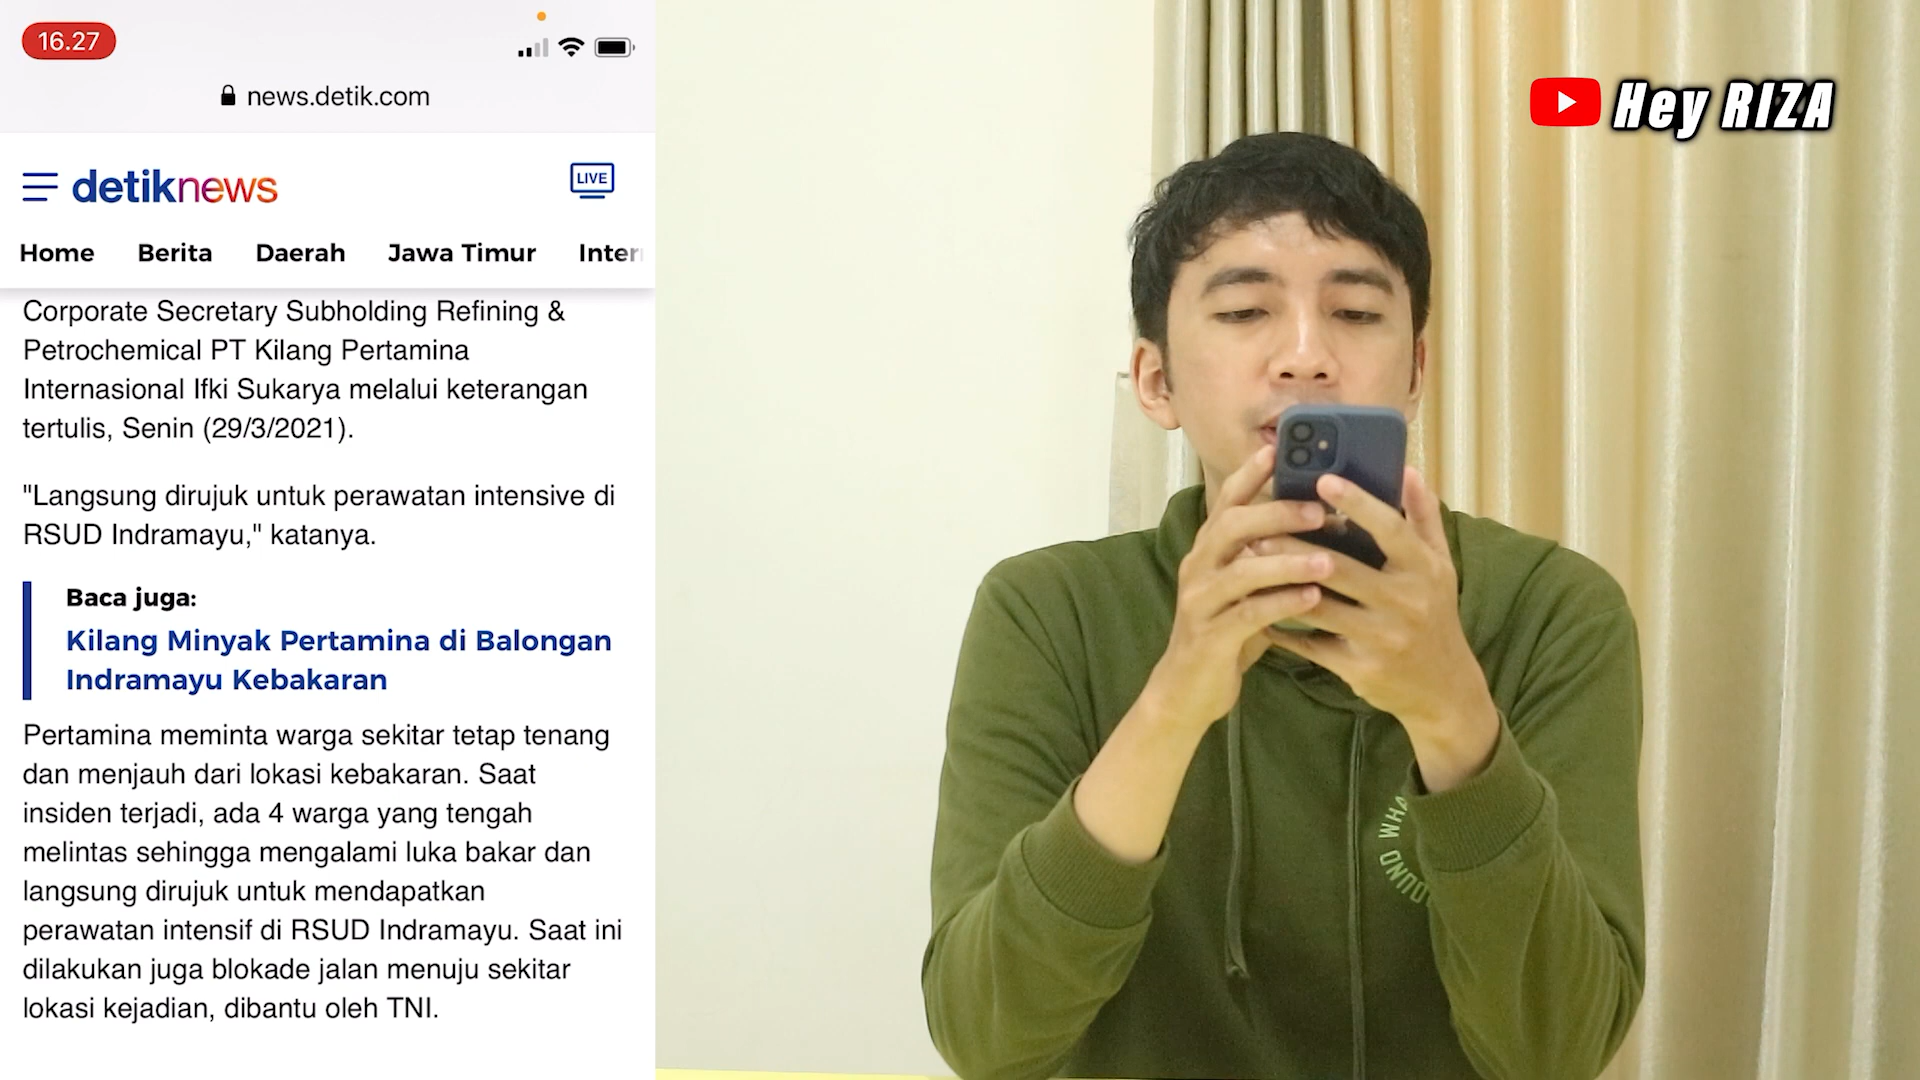 16.27
news.detik.com
detiknews
LIVE
Home Berita Daerah Jawa Timur Inter
Corporate Secretary Subholding Refining &
Petrochemical PT Kilang Pertamina
Internasional Ifki Sukarya melalui keterangan
tertulis, Senin (29/3/2021).
"Langsung dirujuk untuk perawatan intensive di
RSUD Indramayu," katanya.
Baca juga:
Kilang Minyak Pertamina di Balongan
Indramayu Kebakaran
Pertamina meminta warga sekitar tetap tenang
dan menjauh dari lokasi kebakaran. Saat
insiden terjadi, ada 4 warga yang tengah
melintas sehingga mengalami luka bakar dan
langsung dirujuk untuk mendapatkan
perawatan intensif di RSUD Indramayu. Saat ini
dilakukan juga blokade jalan menuju sekitar
lokasi kejadian, dibantu oleh TNI.
Hey RIZA